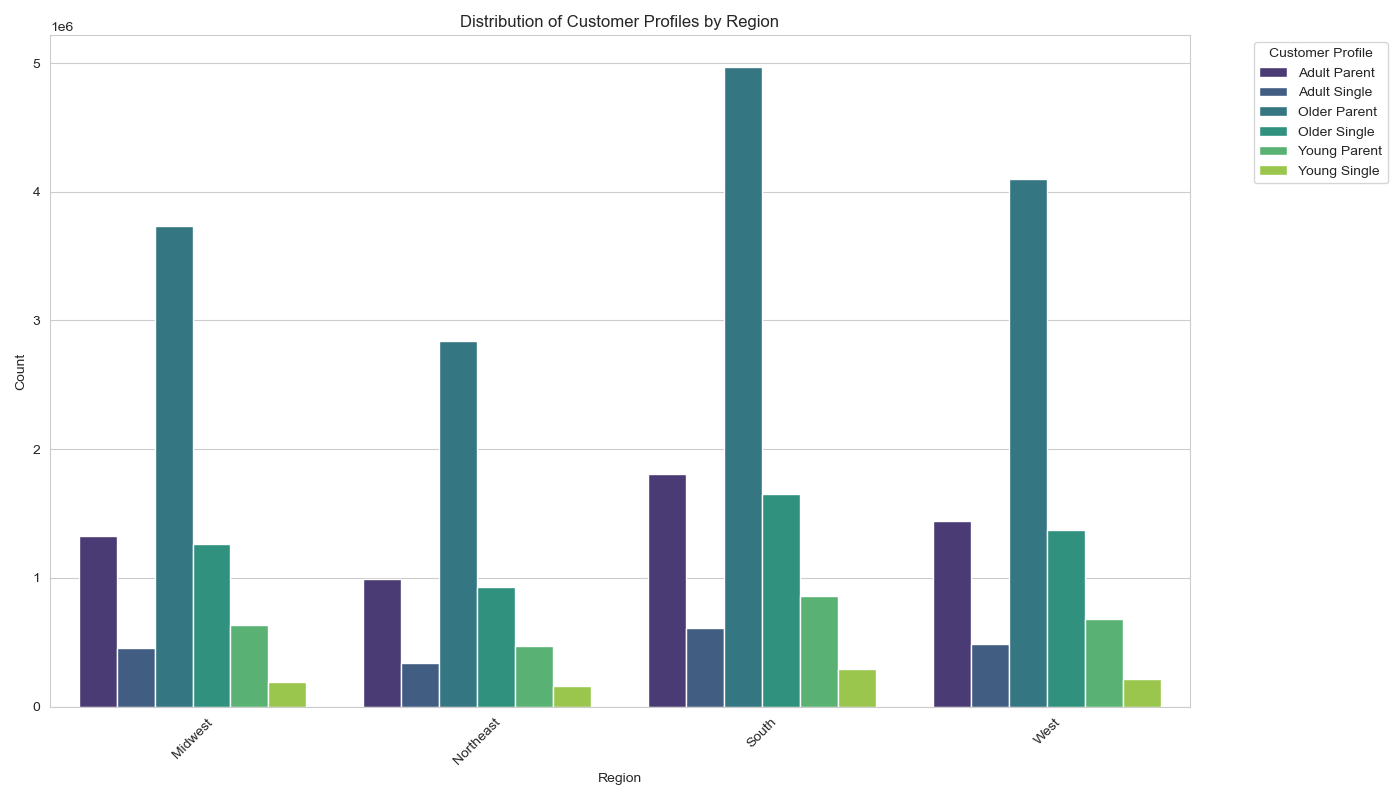 Distribution of Customer Profiles by Region
1e6
5
4
3
2
1
0
Count
Midwest
Northeast
South
West
Region
Customer Profile
Adult Parent
Adult Single
Older Parent
Older Single
Young Parent
Young Single